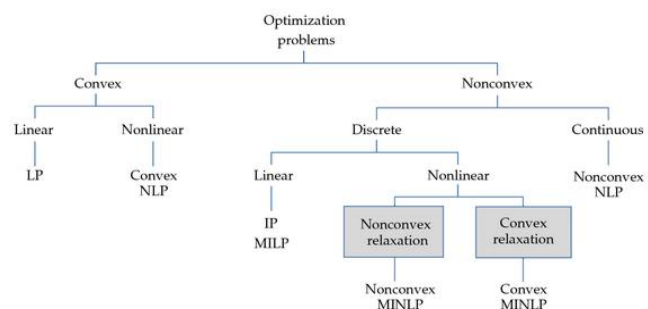 Optimization
problems
Convex
Nonconvex
Linear
Nonlinear
Discrete
Continuous
LP
Convex
NLP
Linear
Nonlinear
Nonconvex
NLP
IP
MILP
Nonconvex
relaxation
Convex
relaxation
Nonconvex
MINLP
Convex
MINLP